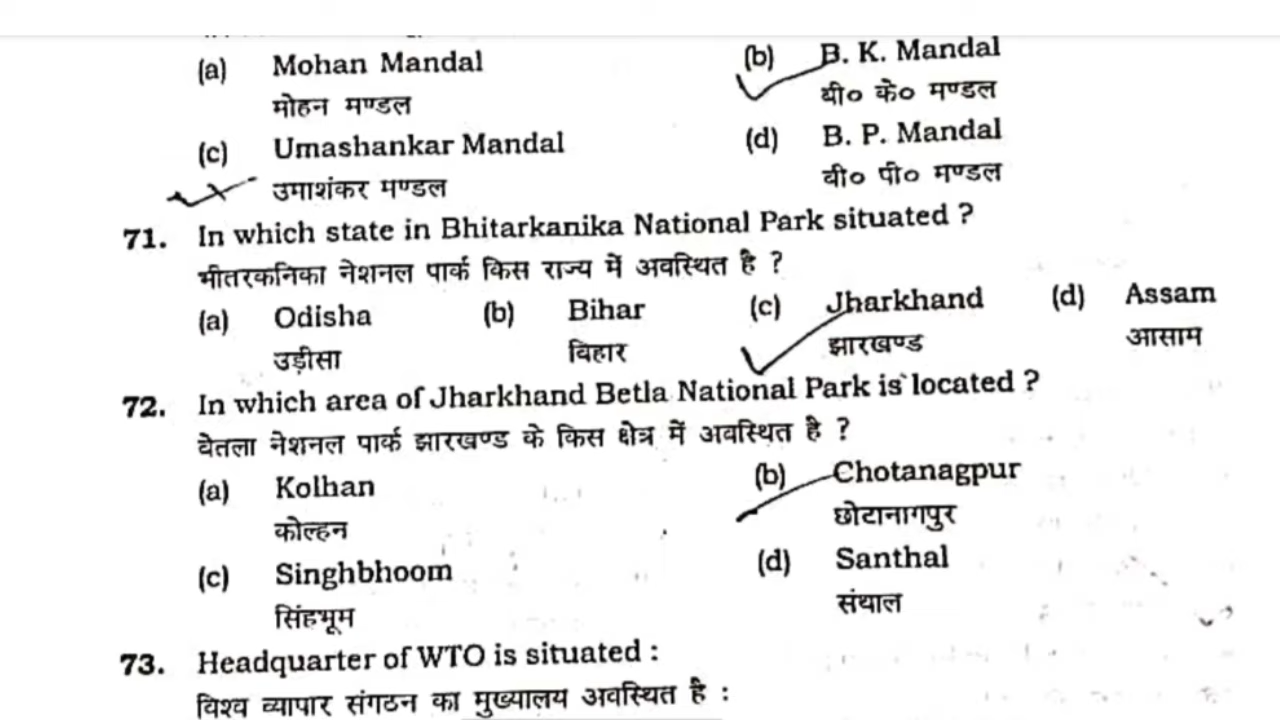 (a) Mohan Mandal (b) B. K. Mandal
मोहन मण्डल बी० के० मण्डल
(c) Umashankar Mandal (d) B. P. Mandal
उमाशंकर मण्डल बी० पी० मण्डल
71. In which state in Bhitarkanika National Park situated ?
भीतरकनिका नेशनल पार्क किस राज्य में अवस्थित है ?
(a) Odisha (b) Bihar (c) Jharkhand (d) Assam
उड़ीसा बिहार झारखण्ड आसाम
72. In which area of Jharkhand Betla National Park is located ?
बेतला नेशनल पार्क झारखण्ड के किस क्षेत्र में अवस्थित है ?
(a) Kolhan (b) Chotanagpur
कोल्हन छोटानागपुर
(c) Singhbhoom (d) Santhal
सिंहभूम संथाल
73. Headquarter of WTO is situated :
विश्व व्यापार संगठन का मुख्यालय अवस्थित है :